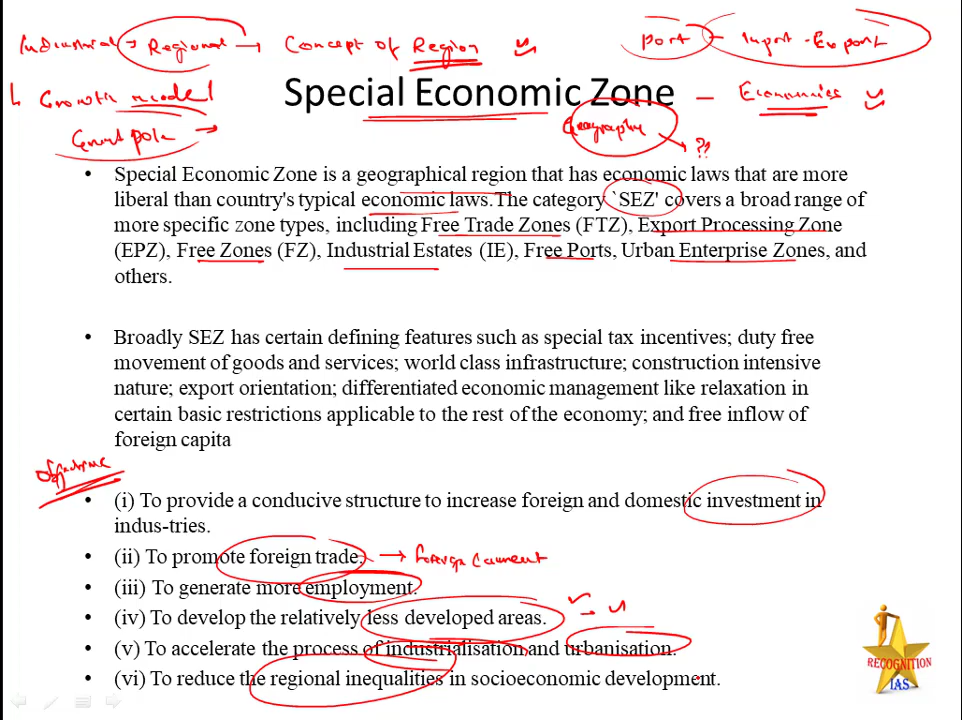 Industrial → Regional → Concept of Region
Port – Import - Export
↳ Growth model
Special Economic Zone
– Economies
Growth pole →
Geography
??
• Special Economic Zone is a geographical region that has economic laws that are more
liberal than country's typical economic laws.The category `SEZ' covers a broad range of
more specific zone types, including Free Trade Zones (FTZ), Export Processing Zone
(EPZ), Free Zones (FZ), Industrial Estates (IE), Free Ports, Urban Enterprise Zones, and
others.
• Broadly SEZ has certain defining features such as special tax incentives; duty free
movement of goods and services; world class infrastructure; construction intensive
nature; export orientation; differentiated economic management like relaxation in
certain basic restrictions applicable to the rest of the economy; and free inflow of
foreign capita
• (i) To provide a conducive structure to increase foreign and domestic investment in
indus-tries.
• (ii) To promote foreign trade. → foreign
• (iii) To generate more employment.
• (iv) To develop the relatively less developed areas.
• (v) To accelerate the process of industrialisation and urbanisation.
• (vi) To reduce the regional inequalities in socioeconomic development.
RECOGNITION
IAS